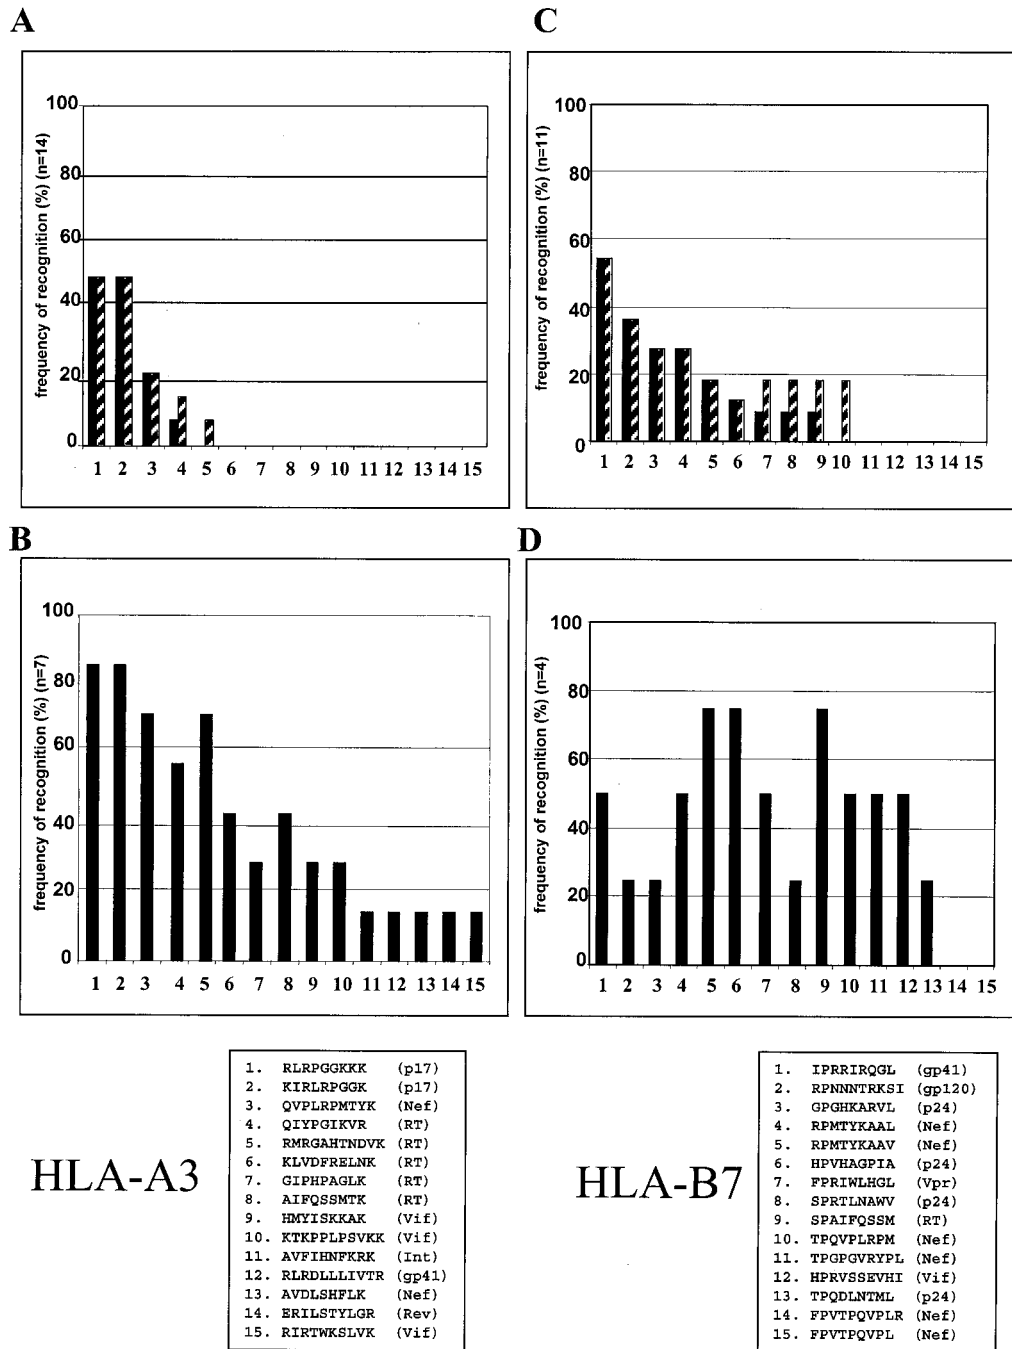 A
frequency of recognition (%) (n=14)
100
80
60
40
20
0
1 2 3 4 5 6 7 8 9 10 11 12 13 14 15
C
frequency of recognition (%) (n=11)
100
80
60
40
20
0
1 2 3 4 5 6 7 8 9 10 11 12 13 14 15
B
frequency of recognition (%) (n=7)
100
80
60
40
20
0
1 2 3 4 5 6 7 8 9 10 11 12 13 14 15
D
frequency of recognition (%) (n=4)
100
80
60
40
20
0
1 2 3 4 5 6 7 8 9 10 11 12 13 14 15
HLA-A3
1. RLRPGGKKK (p17)
2. KIRLRPGGK (p17)
3. QVPLRPMTYK (Nef)
4. QIYPGIKVR (RT)
5. RMRGAHTNDVK (RT)
6. KLVDFRELNK (RT)
7. GIPHPAGLK (RT)
8. AIFQSSMTK (RT)
9. HMYISKKAK (Vif)
10. KTKPPLPSVKK (Vif)
11. AVFIHNFKRK (Int)
12. RLRDLLLIVTR (gp41)
13. AVDLSHFLK (Nef)
14. ERILSTYLGR (Rev)
15. RIRTWKSLVK (Vif)
HLA-B7
1. IPRRIRQGL (gp41)
2. RPNNNTRKSI (gp120)
3. GPGHKARVL (p24)
4. RPMTYKAAL (Nef)
5. RPMTYKAAV (Nef)
6. HPVHAGPIA (p24)
7. FPRIWLHGL (Vpr)
8. SPRTLNAWV (p24)
9. SPAIFQSSM (RT)
10. TPQVPLRPM (Nef)
11. TPGPGVRYPL (Nef)
12. HPRVSSEVHI (Vif)
13. TPQDLNTML (p24)
14. FPVTPQVPLR (Nef)
15. FPVTPQVPL (Nef)